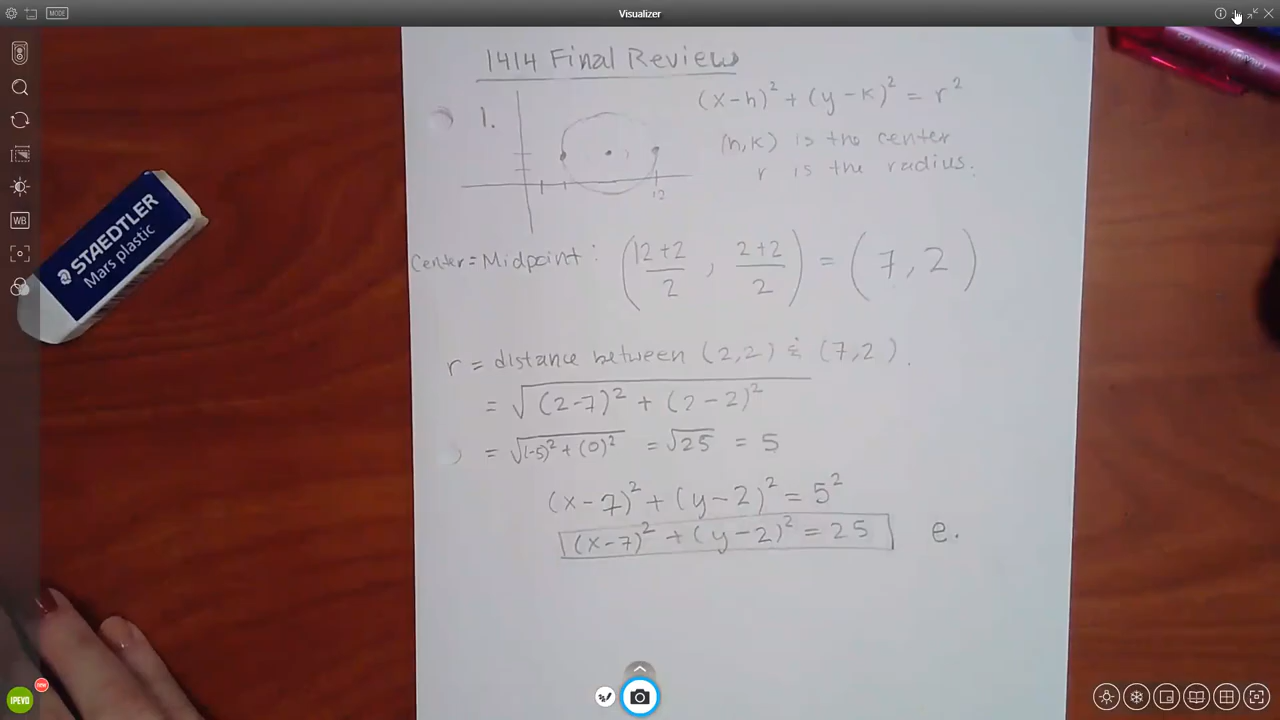 MODE
Visualizer
1414 Final Review
1.
12
(x-h)² + (y-k)² = r²
(h,k) is the center
r is the radius.
STAEDTLER
Mars plastic
WB
Center = Midpoint : (12+2/2, 2+2/2) = (7,2)
r = distance between (2,2) & (7,2).
= √(2-7)² + (2-2)²
= √(-5)² + (0)² = √25 = 5
(x-7)² + (y-2)² = 5²
(x-7)² + (y-2)² = 25 e.
IPEVO
new